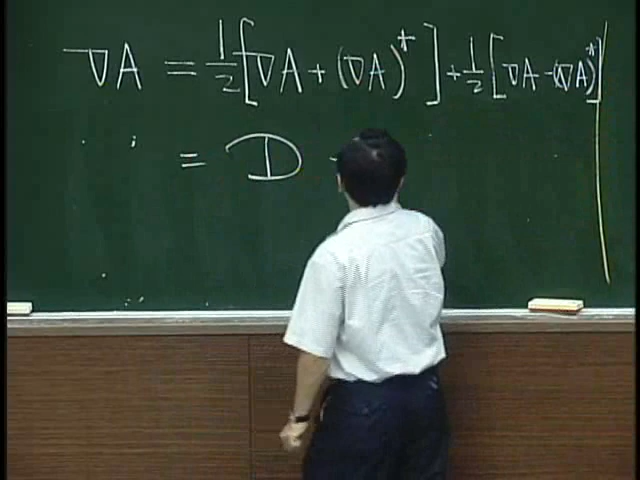 ∇A = 1/2 [∇A + (∇A)*] + 1/2 [∇A - (∇A)*]
= D -